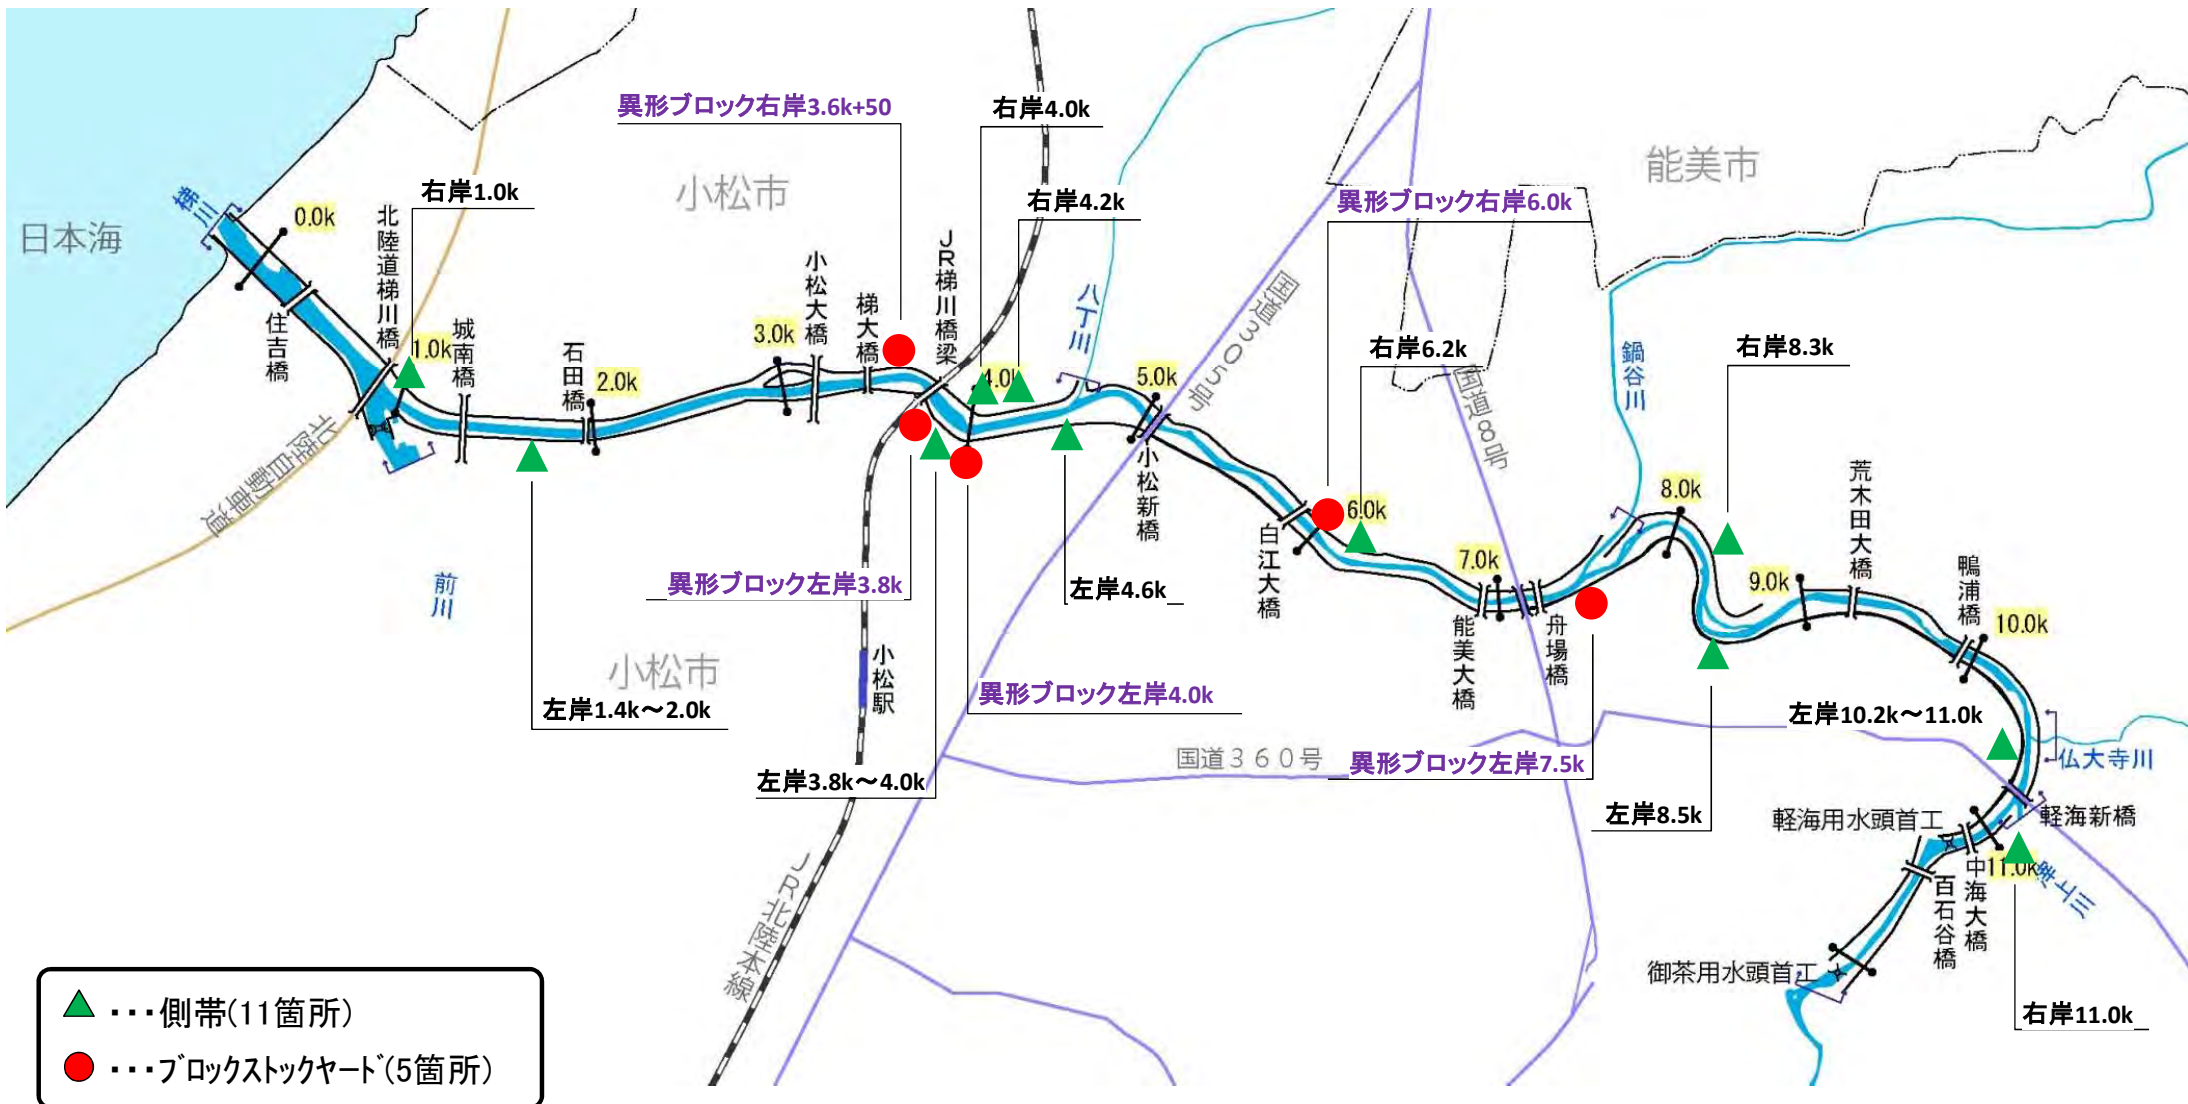 異形ブロック右岸3.6k+50
右岸4.0k
小松市
能美市
右岸1.0k
右岸4.2k
異形ブロック右岸6.0k
梯川
0.0k
日本海
北陸道梯川橋
住吉橋
1.0k
城南橋
石田橋
2.0k
3.0k
小松大橋
梯大橋
JR梯川橋梁
4.0k
八丁川
5.0k
国道305号
小松新橋
右岸6.2k
国道8号
鍋谷川
右岸8.3k
北陸自動車道
前川
異形ブロック左岸3.8k
左岸4.6k
白江大橋
6.0k
7.0k
能美大橋
舟場橋
8.0k
9.0k
荒木田大橋
鴨浦橋
10.0k
小松市
小松駅
左岸1.4k～2.0k
異形ブロック左岸4.0k
左岸3.8k～4.0k
国道360号
異形ブロック左岸7.5k
左岸8.5k
左岸10.2k～11.0k
仏大寺川
軽海用水頭首工
軽海新橋
11.0k
中海大橋
百石谷橋
御茶用水頭首工
右岸11.0k
JR北陸本線
・・・側帯(11箇所)
・・・ブロックストックヤード(5箇所)